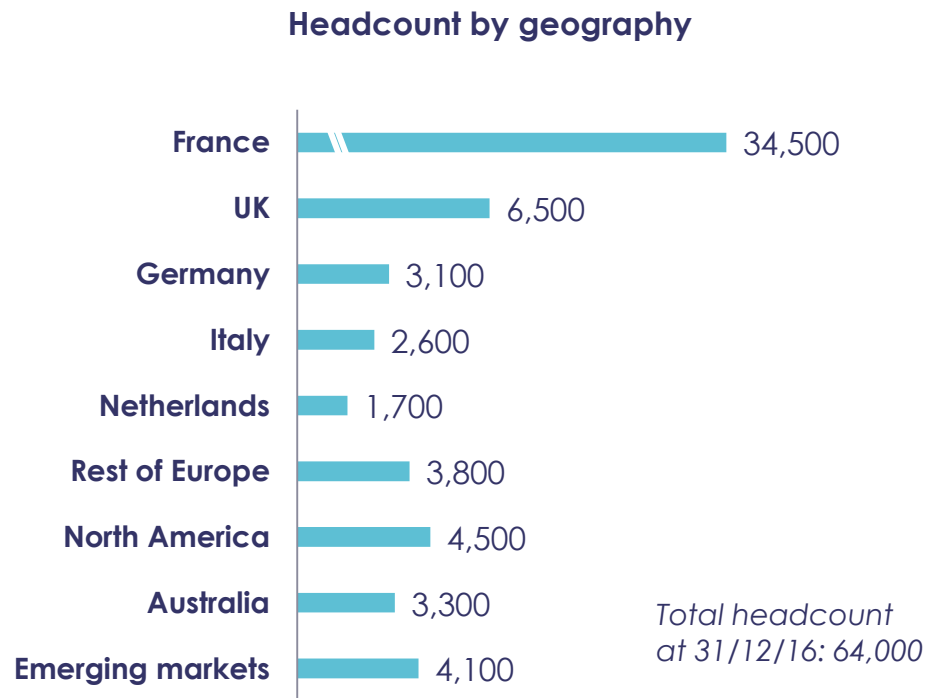 Headcount by geography
France 34,500
UK 6,500
Germany 3,100
Italy 2,600
Netherlands 1,700
Rest of Europe 3,800
North America 4,500
Australia 3,300
Emerging markets 4,100
Total headcount
at 31/12/16: 64,000